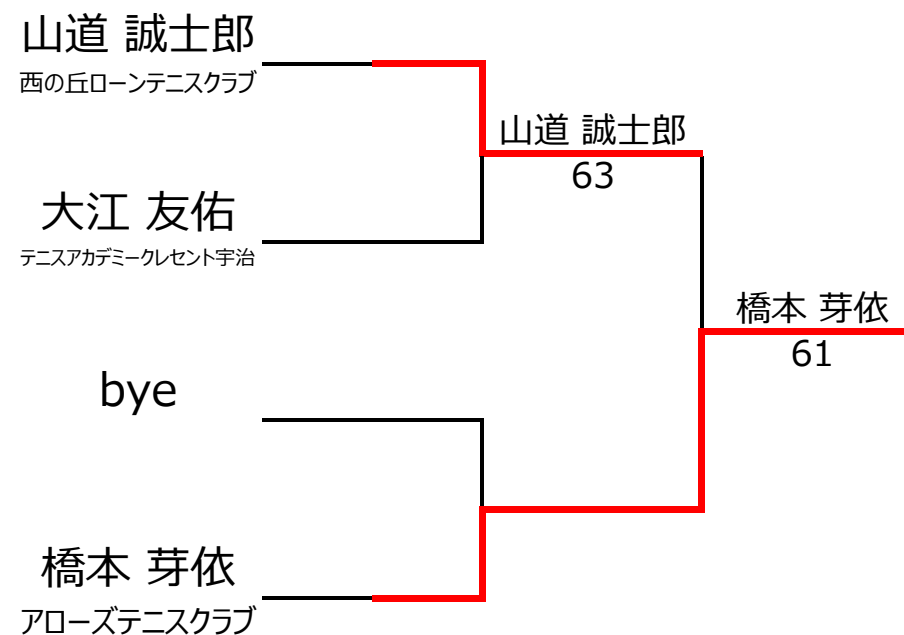 山道 誠士郎
西の丘ローンテニスクラブ
山道 誠士郎
63
大江 友佑
テニスアカデミークレセント宇治
橋本 芽依
61
bye
橋本 芽依
アローズテニスクラブ